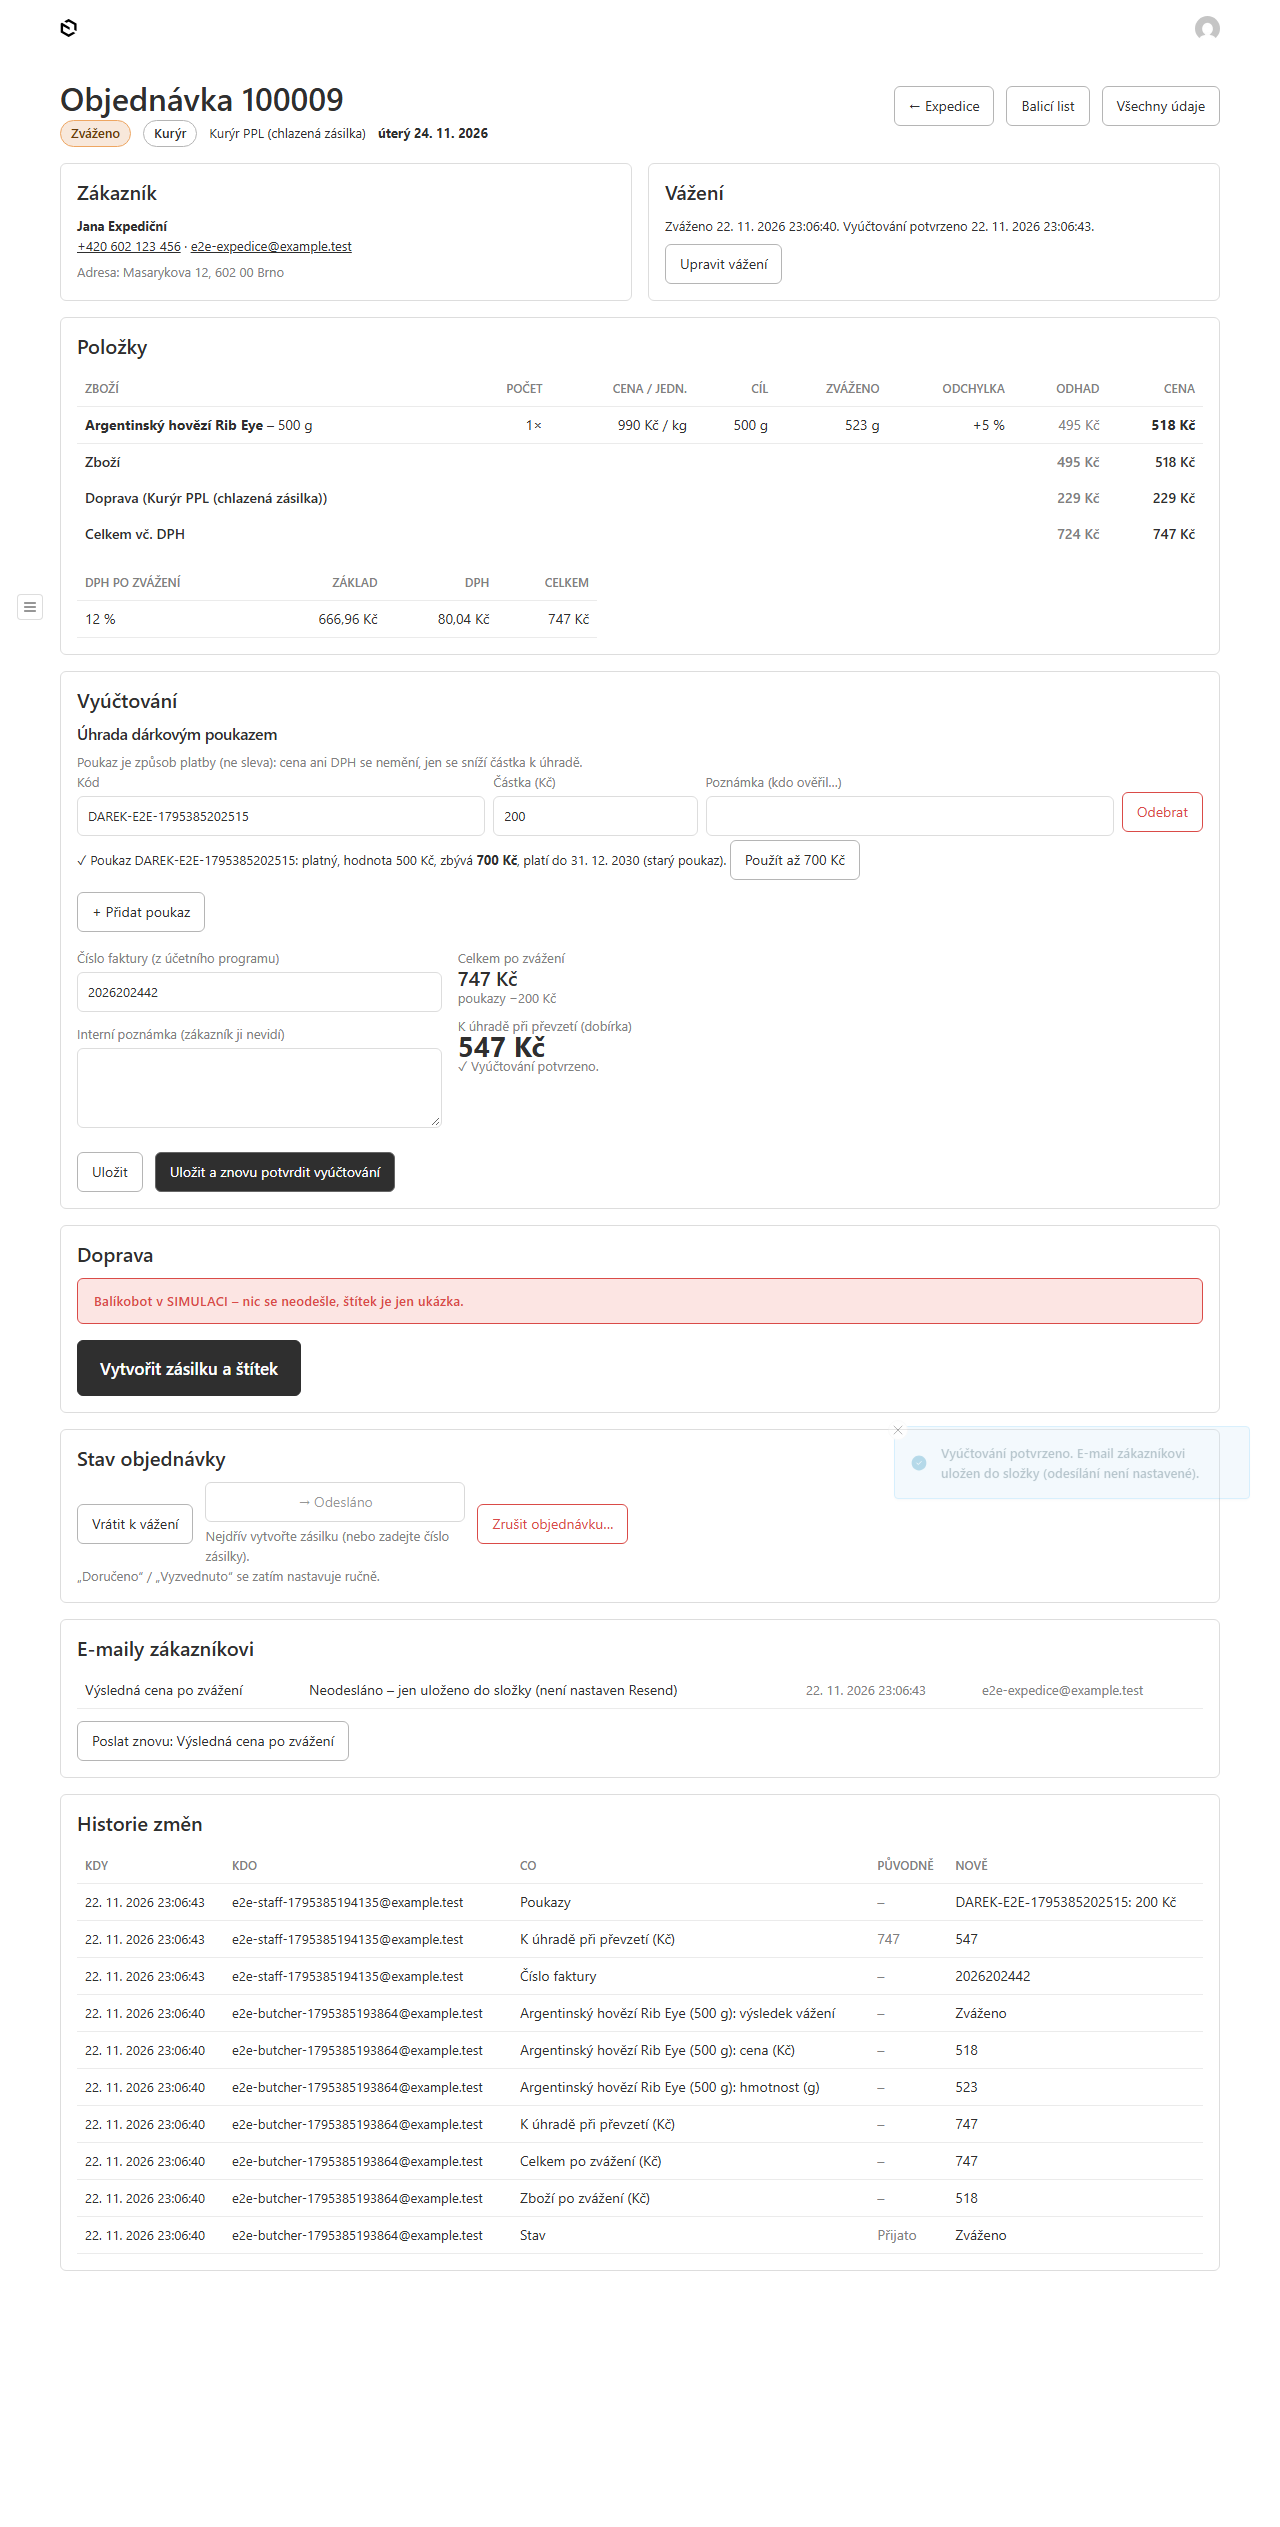 Objednávka 100009
← Expedice
Balicí list
Všechny údaje
Zváženo
Kurýr
Kurýr PPL (chlazená zásilka)
úterý 24. 11. 2026
Zákazník
Jana Expediční
+420 602 123 456 · e2e-expedice@example.test
Adresa: Masarykova 12, 602 00 Brno
Vážení
Zváženo 22. 11. 2026 23:06:40. Vyúčtování potvrzeno 22. 11. 2026 23:06:43.
Upravit vážení
Položky
ZBOŽÍ POČET CENA / JEDN. CÍL ZVÁŽENO ODCHYLKA ODHAD CENA
Argentinský hovězí Rib Eye – 500 g 1× 990 Kč / kg 500 g 523 g +5 % 495 Kč 518 Kč
Zboží 495 Kč 518 Kč
Doprava (Kurýr PPL (chlazená zásilka)) 229 Kč 229 Kč
Celkem vč. DPH 724 Kč 747 Kč
DPH PO ZVÁŽENÍ ZÁKLAD DPH CELKEM
12 % 666,96 Kč 80,04 Kč 747 Kč
Vyúčtování
Úhrada dárkovým poukazem
Poukaz je způsob platby (ne sleva): cena ani DPH se nemění, jen se sníží částka k úhradě.
Kód Částka (Kč) Poznámka (kdo ověřil…)
DAREK-E2E-1795385202515 200 Odebrat
✓ Poukaz DAREK-E2E-1795385202515: platný, hodnota 500 Kč, zbývá 700 Kč, platí do 31. 12. 2030 (starý poukaz). Použít až 700 Kč
+ Přidat poukaz
Číslo faktury (z účetního programu)
2026202442
Interní poznámka (zákazník ji nevidí)
Celkem po zvážení
747 Kč
poukazy −200 Kč
K úhradě při převzetí (dobírka)
547 Kč
✓ Vyúčtování potvrzeno.
Uložit
Uložit a znovu potvrdit vyúčtování
Doprava
Balíkobot v SIMULACI – nic se neodešle, štítek je jen ukázka.
Vytvořit zásilku a štítek
Stav objednávky
Vrátit k vážení
→ Odesláno
Nejdřív vytvořte zásilku (nebo zadejte číslo
zásilky).
Zrušit objednávku…
„Doručeno“ / „Vyzvednuto“ se zatím nastavuje ručně.
Vyúčtování potvrzeno. E-mail zákazníkovi
uložen do složky (odesílání není nastavené).
E-maily zákazníkovi
Výsledná cena po zvážení Neodesláno – jen uloženo do složky (není nastaven Resend) 22. 11. 2026 23:06:43 e2e-expedice@example.test
Poslat znovu: Výsledná cena po zvážení
Historie změn
KDY KDO CO PŮVODNĚ NOVĚ
22. 11. 2026 23:06:43 e2e-staff-1795385194135@example.test Poukazy – DAREK-E2E-1795385202515: 200 Kč
22. 11. 2026 23:06:43 e2e-staff-1795385194135@example.test K úhradě při převzetí (Kč) 747 547
22. 11. 2026 23:06:43 e2e-staff-1795385194135@example.test Číslo faktury – 2026202442
22. 11. 2026 23:06:40 e2e-butcher-1795385193864@example.test Argentinský hovězí Rib Eye (500 g): výsledek vážení – Zváženo
22. 11. 2026 23:06:40 e2e-butcher-1795385193864@example.test Argentinský hovězí Rib Eye (500 g): cena (Kč) – 518
22. 11. 2026 23:06:40 e2e-butcher-1795385193864@example.test Argentinský hovězí Rib Eye (500 g): hmotnost (g) – 523
22. 11. 2026 23:06:40 e2e-butcher-1795385193864@example.test K úhradě při převzetí (Kč) – 747
22. 11. 2026 23:06:40 e2e-butcher-1795385193864@example.test Celkem po zvážení (Kč) – 747
22. 11. 2026 23:06:40 e2e-butcher-1795385193864@example.test Zboží po zvážení (Kč) – 518
22. 11. 2026 23:06:40 e2e-butcher-1795385193864@example.test Stav Přijato Zváženo